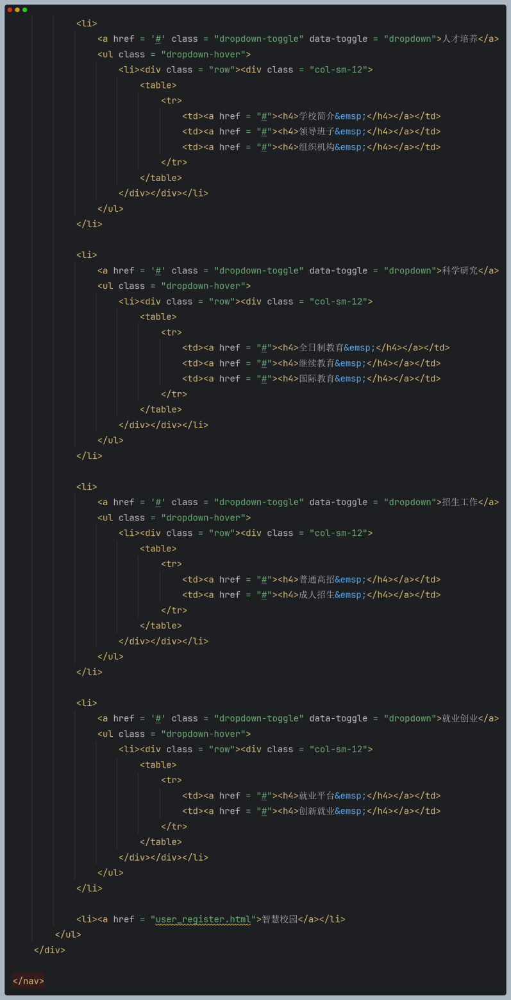 <li>
<a href = '#' class = "dropdown-toggle" data-toggle = "dropdown">人才培养</a>
<ul class = "dropdown-hover">
<li><div class = "row"><div class = "col-sm-12">
<table>
<tr>
<td><a href = "#"><h4>学校简介&emsp;</h4></a></td>
<td><a href = "#"><h4>领导班子&emsp;</h4></a></td>
<td><a href = "#"><h4>组织机构&emsp;</h4></a></td>
</tr>
</table>
</div></div></li>
</ul>
</li>
<li>
<a href = '#' class = "dropdown-toggle" data-toggle = "dropdown">科学研究</a>
<ul class = "dropdown-hover">
<li><div class = "row"><div class = "col-sm-12">
<table>
<tr>
<td><a href = "#"><h4>全日制教育&emsp;</h4></a></td>
<td><a href = "#"><h4>继续教育&emsp;</h4></a></td>
<td><a href = "#"><h4>国际教育&emsp;</h4></a></td>
</tr>
</table>
</div></div></li>
</ul>
</li>
<li>
<a href = '#' class = "dropdown-toggle" data-toggle = "dropdown">招生工作</a>
<ul class = "dropdown-hover">
<li><div class = "row"><div class = "col-sm-12">
<table>
<tr>
<td><a href = "#"><h4>普通高招&emsp;</h4></a></td>
<td><a href = "#"><h4>成人招生&emsp;</h4></a></td>
</tr>
</table>
</div></div></li>
</ul>
</li>
<li>
<a href = '#' class = "dropdown-toggle" data-toggle = "dropdown">就业创业</a>
<ul class = "dropdown-hover">
<li><div class = "row"><div class = "col-sm-12">
<table>
<tr>
<td><a href = "#"><h4>就业平台&emsp;</h4></a></td>
<td><a href = "#"><h4>创新就业&emsp;</h4></a></td>
</tr>
</table>
</div></div></li>
</ul>
</li>
<li><a href = "user_register.html">智慧校园</a></li>
</ul>
</div>
</nav>